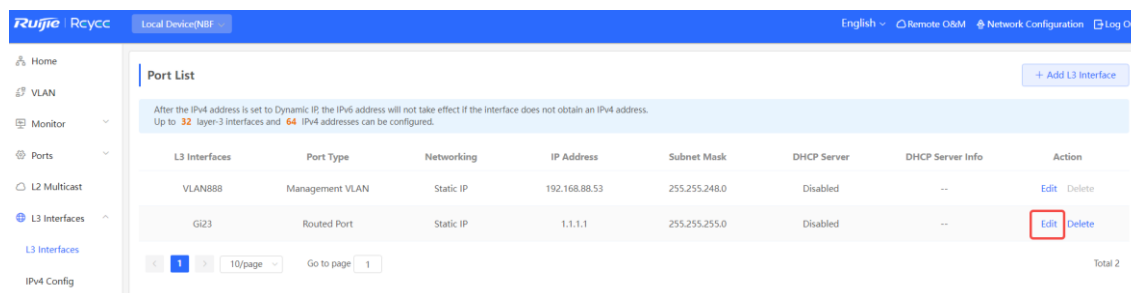 Ruijie | Rcycc
Local Device(NBF
English
Remote O&M
Network Configuration
Log O
Home
VLAN
Monitor
Ports
L2 Multicast
L3 Interfaces
L3 Interfaces
IPv4 Config
Port List
+ Add L3 Interface
After the IPv4 address is set to Dynamic IP, the IPv6 address will not take effect if the interface does not obtain an IPv4 address.
Up to 32 layer-3 interfaces and 64 IPv4 addresses can be configured.
L3 Interfaces Port Type Networking IP Address Subnet Mask DHCP Server DHCP Server Info Action
VLAN888 Management VLAN Static IP 192.168.88.53 255.255.248.0 Disabled -- Edit Delete
Gi23 Routed Port Static IP 1.1.1.1 255.255.255.0 Disabled -- Edit Delete
< 1 > 10/page Go to page 1 Total 2